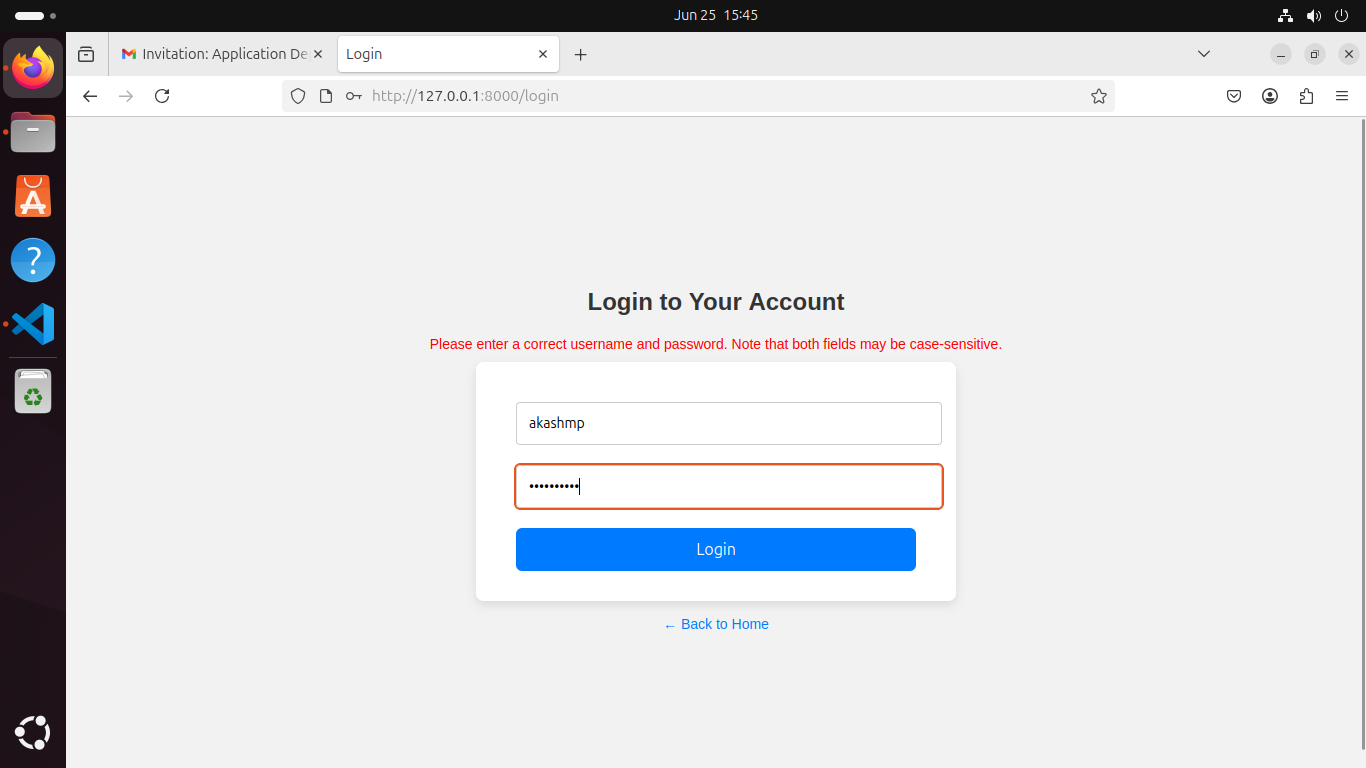 Jun 25 15:45
Invitation: Application De
Login
http://127.0.0.1:8000/login
Login to Your Account
Please enter a correct username and password. Note that both fields may be case-sensitive.
akashmp
••••••••••
Login
← Back to Home